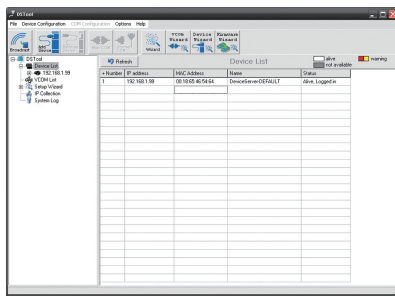 DSTool
File Device Configuration COM Configuration Options Help
Broadcast
Wizard
VCOM Wizard
Device Wizard
Firmware Wizard
DSTool
Device List
192.168.1.99
VCOM List
Setup Wizard
IP Collection
System Log
Refresh
Device List
alive
not available
warning
Number IP address MAC Address Name Status
1 192.168.1.99 00:18:65:46:54:64 DeviceServer-DEFAULT Alive, Logged in